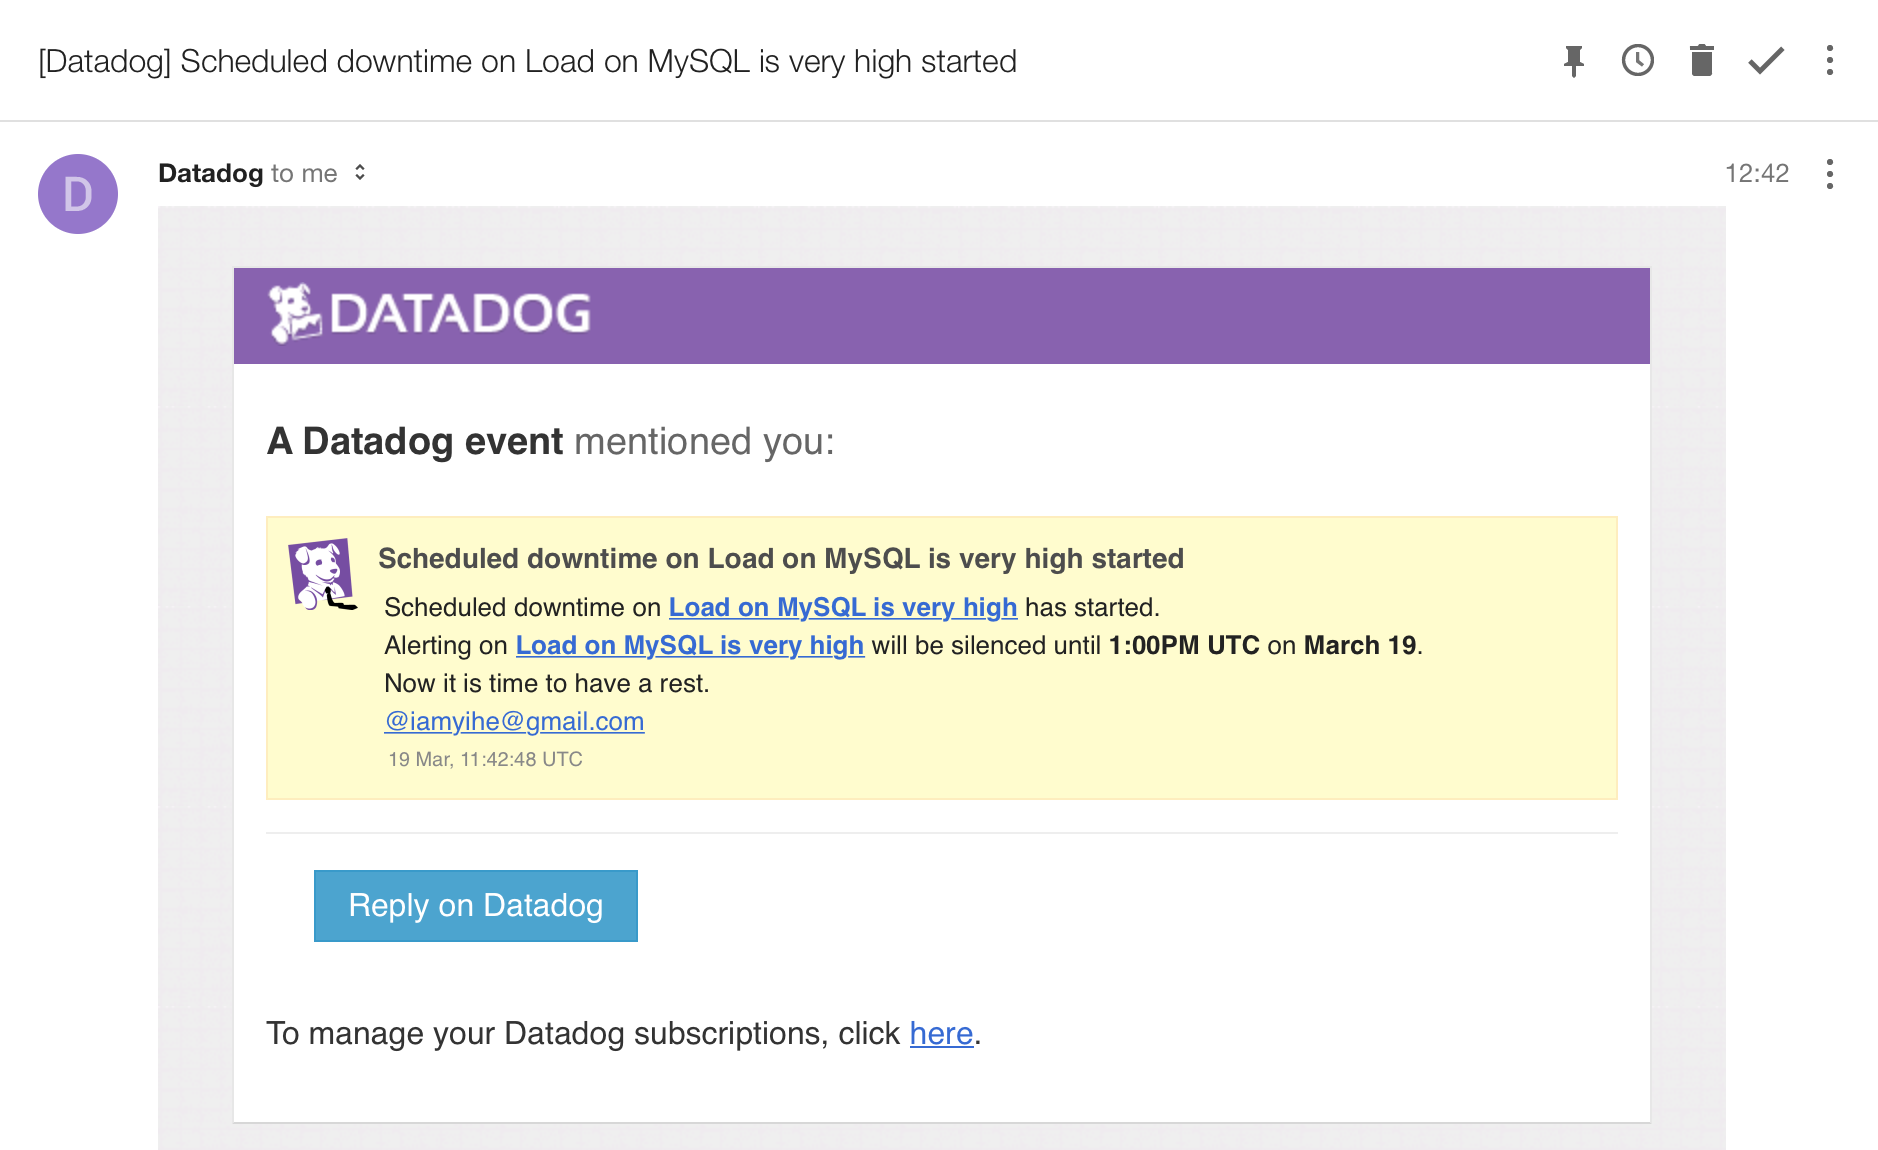 [Datadog] Scheduled downtime on Load on MySQL is very high started
D
Datadog to me
12:42
DATADOG
A Datadog event mentioned you:
Scheduled downtime on Load on MySQL is very high started
Scheduled downtime on Load on MySQL is very high has started.
Alerting on Load on MySQL is very high will be silenced until 1:00PM UTC on March 19.
Now it is time to have a rest.
@iamyihe@gmail.com
19 Mar, 11:42:48 UTC
Reply on Datadog
To manage your Datadog subscriptions, click here.